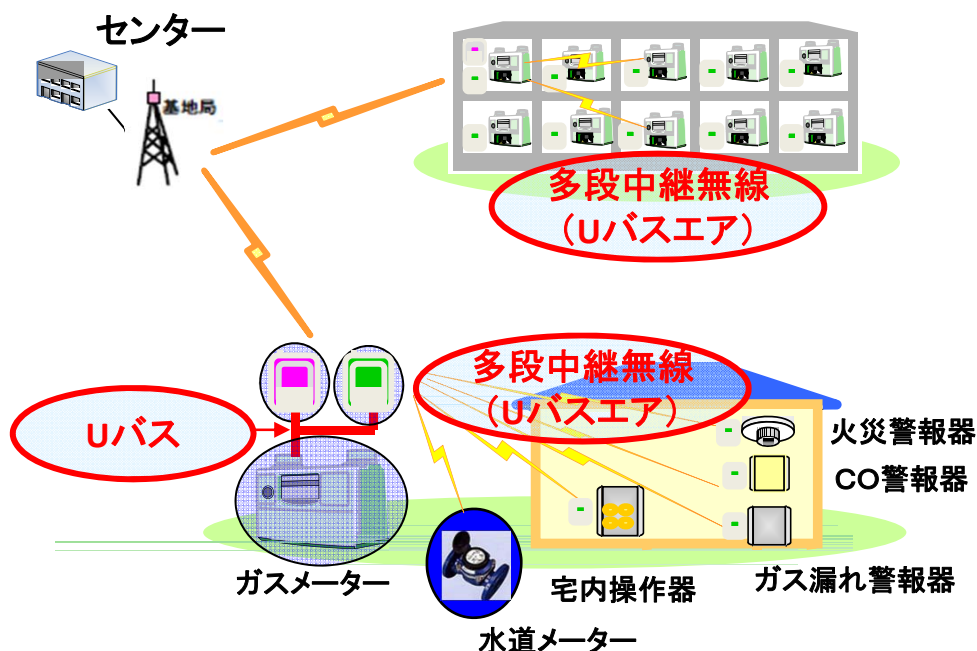 センター
基地局
多段中継無線
(Uバスエア)
多段中継無線
(Uバスエア)
Uバス
火災警報器
CO警報器
ガスメーター
宅内操作器
ガス漏れ警報器
水道メーター